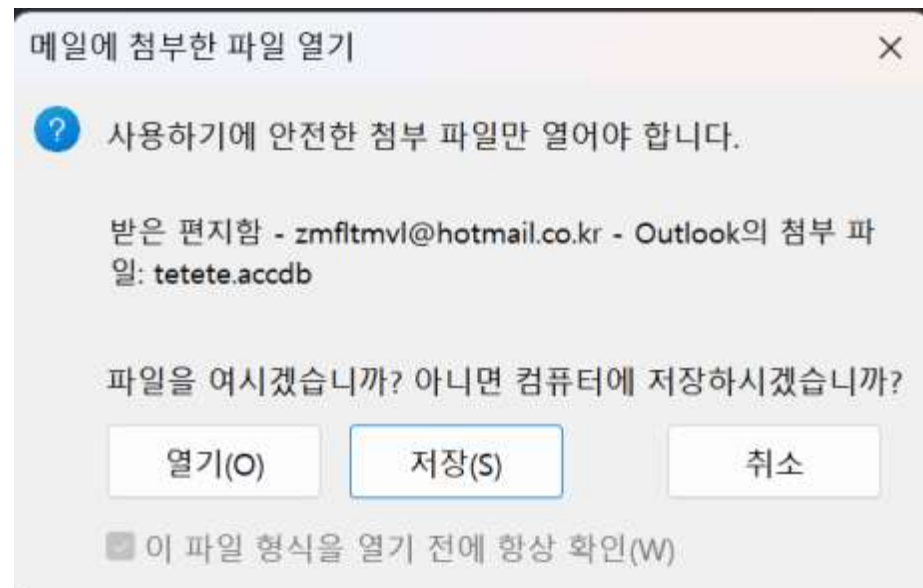 메일에 첨부한 파일 열기
사용하기에 안전한 첨부 파일만 열어야 합니다.
받은 편지함 - zmfltmvl@hotmail.co.kr - Outlook의 첨부 파
일: tetete.accdb
파일을 여시겠습니까? 아니면 컴퓨터에 저장하시겠습니까?
열기(O) 저장(S) 취소
이 파일 형식을 열기 전에 항상 확인(W)